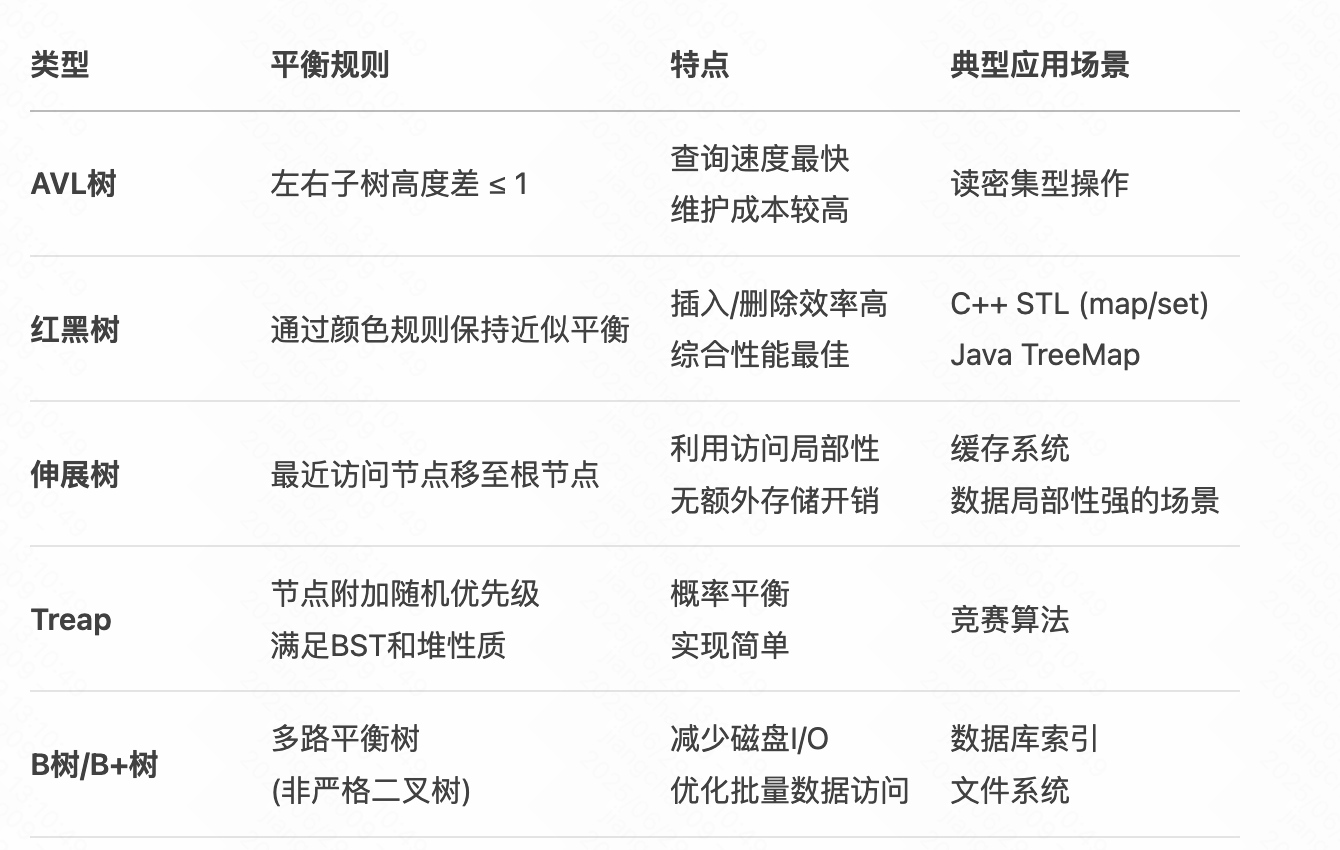 类型 平衡规则 特点 典型应用场景
AVL树 左右子树高度差 ≤ 1 查询速度最快 读密集型操作
维护成本较高
红黑树 通过颜色规则保持近似平衡 插入/删除效率高 C++ STL (map/set)
综合性能最佳 Java TreeMap
伸展树 最近访问节点移至根节点 利用访问局部性 缓存系统
无额外存储开销 数据局部性强的场景
Treap 节点附加随机优先级 概率平衡 竞赛算法
满足BST和堆性质 实现简单
B树/B+树 多路平衡树 减少磁盘I/O 数据库索引
(非严格二叉树) 优化批量数据访问 文件系统